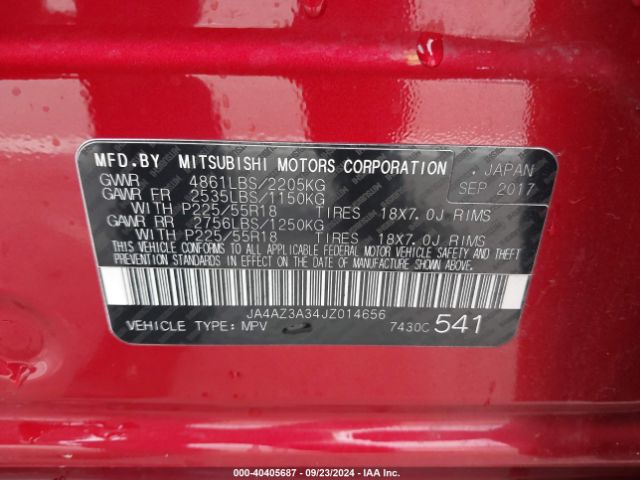 MFD.BY MITSUBISHI MOTORS CORPORATION , JAPAN
GVWR 4861LBS/2205KG SEP 2017
GAWR FR 2535LBS/1150KG
WITH P225/55R18 TIRES 18X7.0J RIMS
GAWR RR 2756LBS/1250KG
WITH P225/55R18 TIRES 18X7.0J RIMS
THIS VEHICLE CONFORMS TO ALL APPLICABLE FEDERAL MOTOR VEHICLE SAFETY AND THEFT
PREVENTION STANDARDS IN EFFECT ON THE DATE OF MANUFACTURE SHOWN ABOVE.
JA4AZ3A34JZ014656
VEHICLE TYPE: MPV 7430C 541
000-40405687 - 09/23/2024 - IAA Inc.